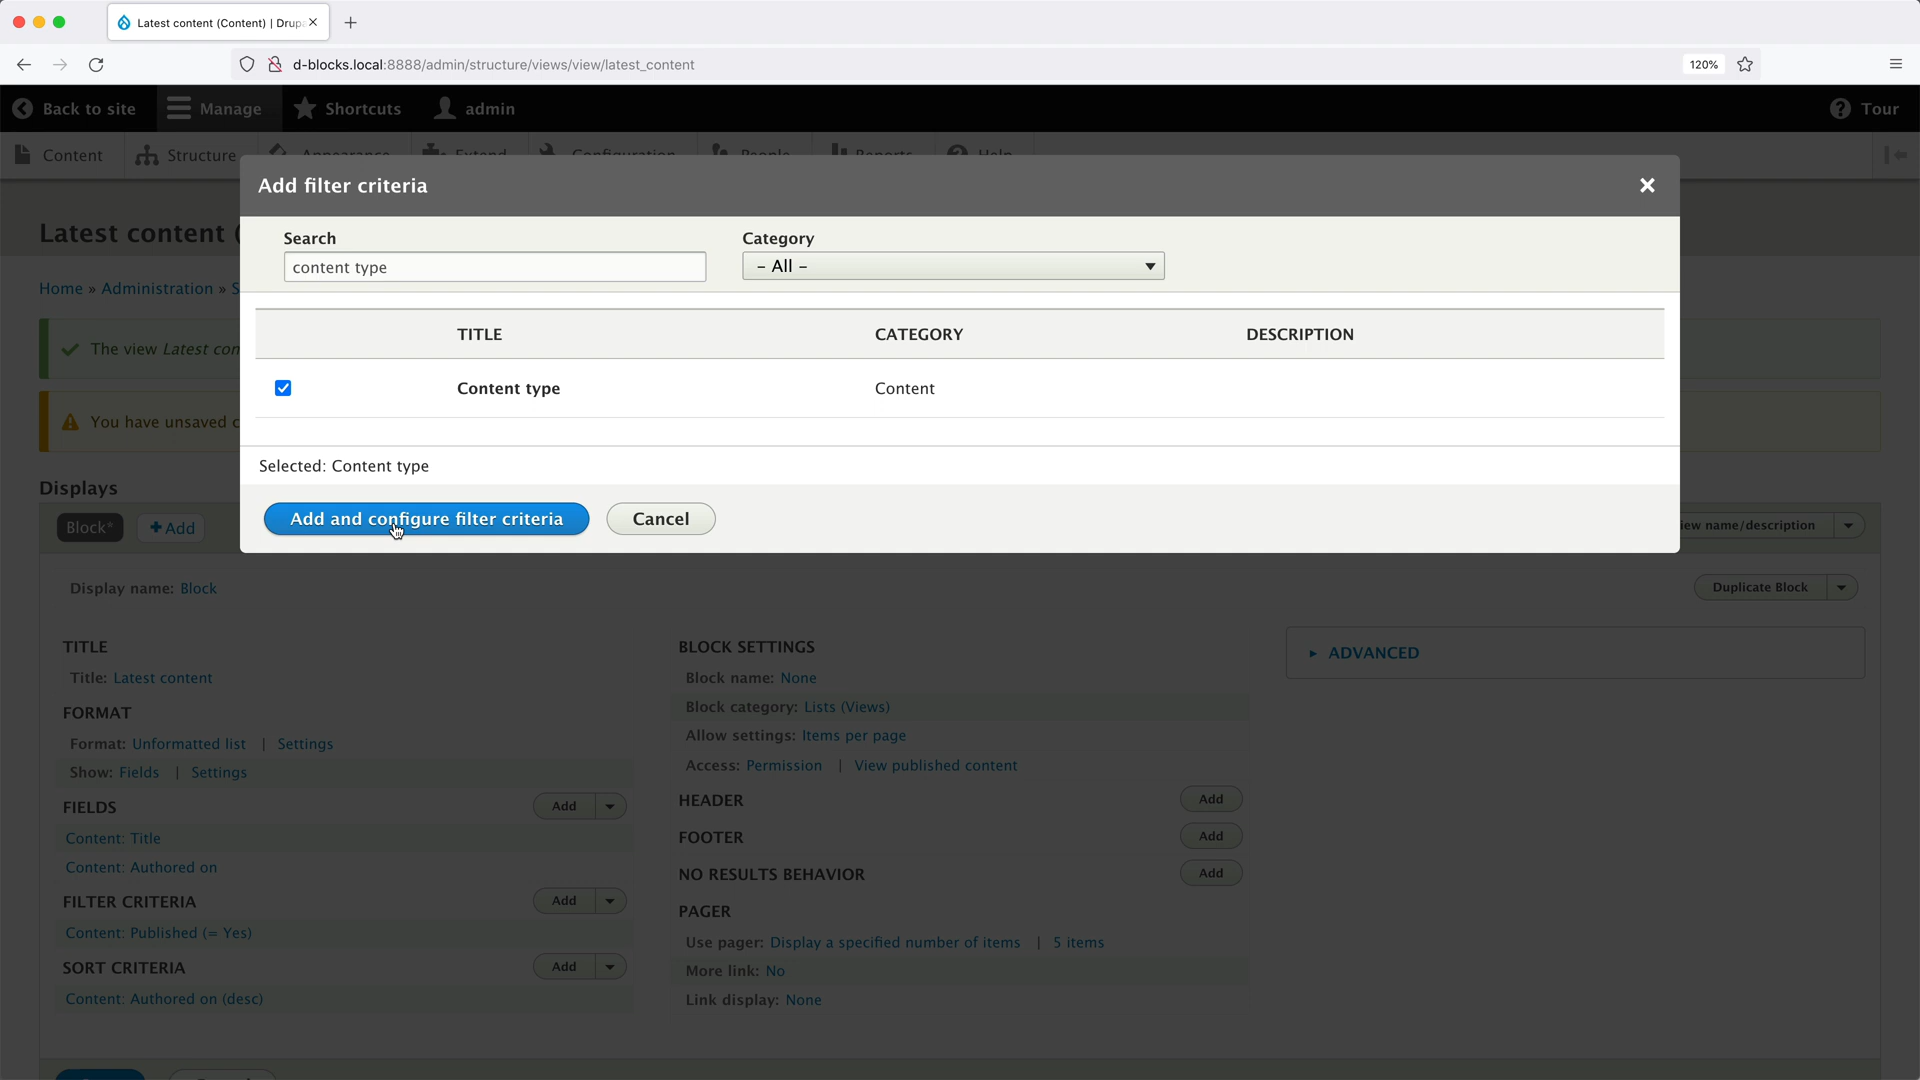 Latest content (Content) | Drup
d-blocks.local:8888/admin/structure/views/view/latest_content
120%
Back to site
Manage
Shortcuts
admin
Tour
Content
Structure
Appearance
Extend
Configuration
People
Reports
Help
Add filter criteria
Latest content (
Search
Category
content type
– All –
Home » Administration » S
TITLE
CATEGORY
DESCRIPTION
The view Latest con
Content type
Content
You have unsaved c
Selected: Content type
Displays
Add and configure filter criteria
Cancel
Block*
Add
iew name/description
Display name: Block
Duplicate Block
TITLE
Title: Latest content
FORMAT
Format: Unformatted list | Settings
Show: Fields | Settings
FIELDS
Add
Content: Title
Content: Authored on
FILTER CRITERIA
Add
Content: Published (= Yes)
SORT CRITERIA
Add
Content: Authored on (desc)
BLOCK SETTINGS
Block name: None
Block category: Lists (Views)
Allow settings: Items per page
Access: Permission | View published content
HEADER
Add
FOOTER
Add
NO RESULTS BEHAVIOR
Add
PAGER
Use pager: Display a specified number of items | 5 items
More link: No
Link display: None
ADVANCED